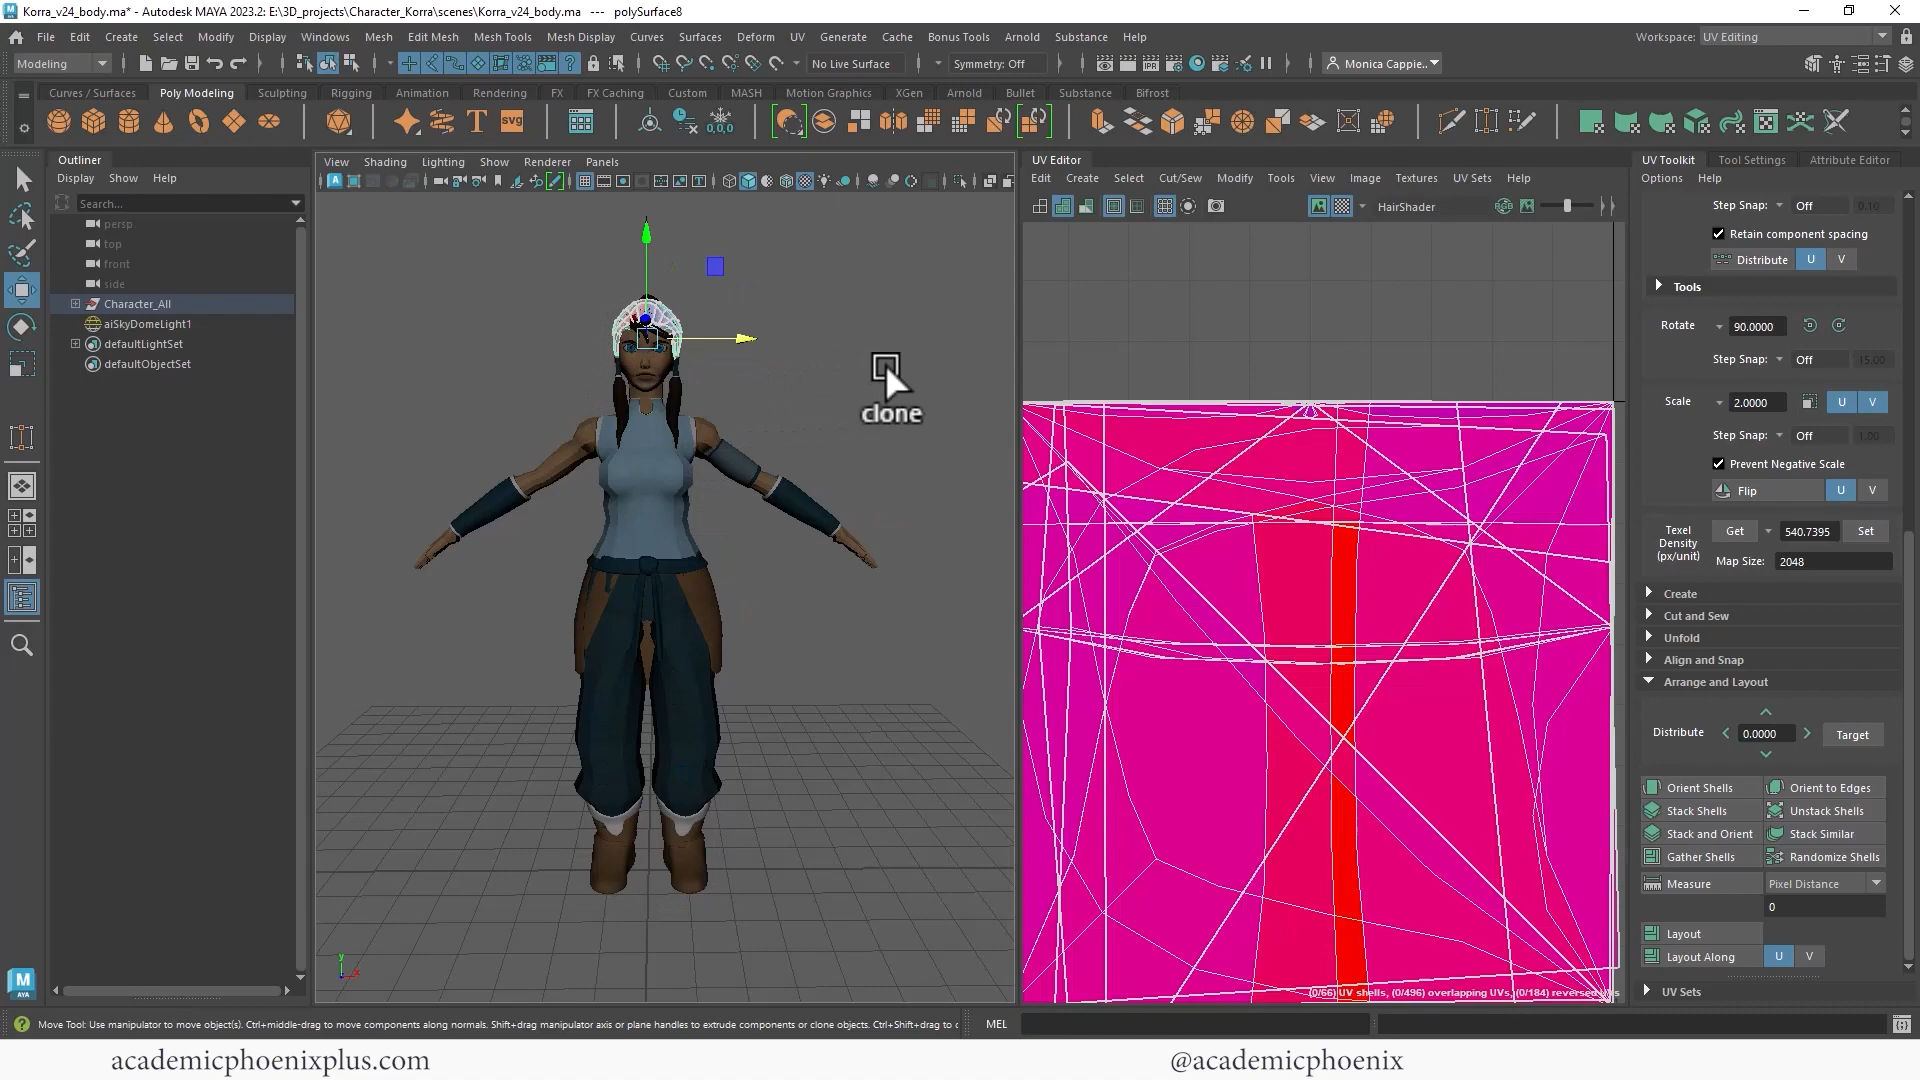 Korra_v24_body.ma* - Autodesk MAYA 2023.2: E:\3D_projects\Character_Korra\scenes\Korra_v24_body.ma   ---   polySurface8
File Edit Create Select Modify Display Windows Mesh Edit Mesh Mesh Tools Mesh Display Curves Surfaces Deform UV Generate Cache Bonus Tools Arnold Substance Help
Workspace: UV Editing
Modeling
No Live Surface
Symmetry: Off
Monica Cappie...
Curves / Surfaces Poly Modeling Sculpting Rigging Animation Rendering FX FX Caching Custom MASH Motion Graphics XGen Arnold Bullet Substance Bifrost
svg
0,0,0
Outliner
Display Show Help
Search...
persp
top
front
side
Character_All
aiSkyDomeLight1
defaultLightSet
defaultObjectSet
View Shading Lighting Show Renderer Panels
clone
UV Editor
Edit Create Select Cut/Sew Modify Tools View Image Textures UV Sets Help
HairShader
(0/66) UV shells, (0/496) overlapping UVs, (0/184) reversed
UV Toolkit Tool Settings Attribute Editor
Options Help
Step Snap: Off 0.10
Retain component spacing
Distribute U V
Tools
Rotate 90.0000
Step Snap: Off 15.00
Scale 2.0000 U V
Step Snap: Off 1.00
Prevent Negative Scale
Flip U V
Texel Density (px/unit) Get 540.7395 Set
Map Size: 2048
Create
Cut and Sew
Unfold
Align and Snap
Arrange and Layout
Distribute 0.0000 Target
Orient Shells Orient to Edges
Stack Shells Unstack Shells
Stack and Orient Stack Similar
Gather Shells Randomize Shells
Measure Pixel Distance
0
Layout
Layout Along U V
UV Sets
Move Tool: Use manipulator to move object(s). Ctrl+middle-drag to move components along normals. Shift+drag manipulator axis or plane handles to extrude components or clone objects. Ctrl+Shift+drag to c
MEL
academicphoenixplus.com
@academicphoenix